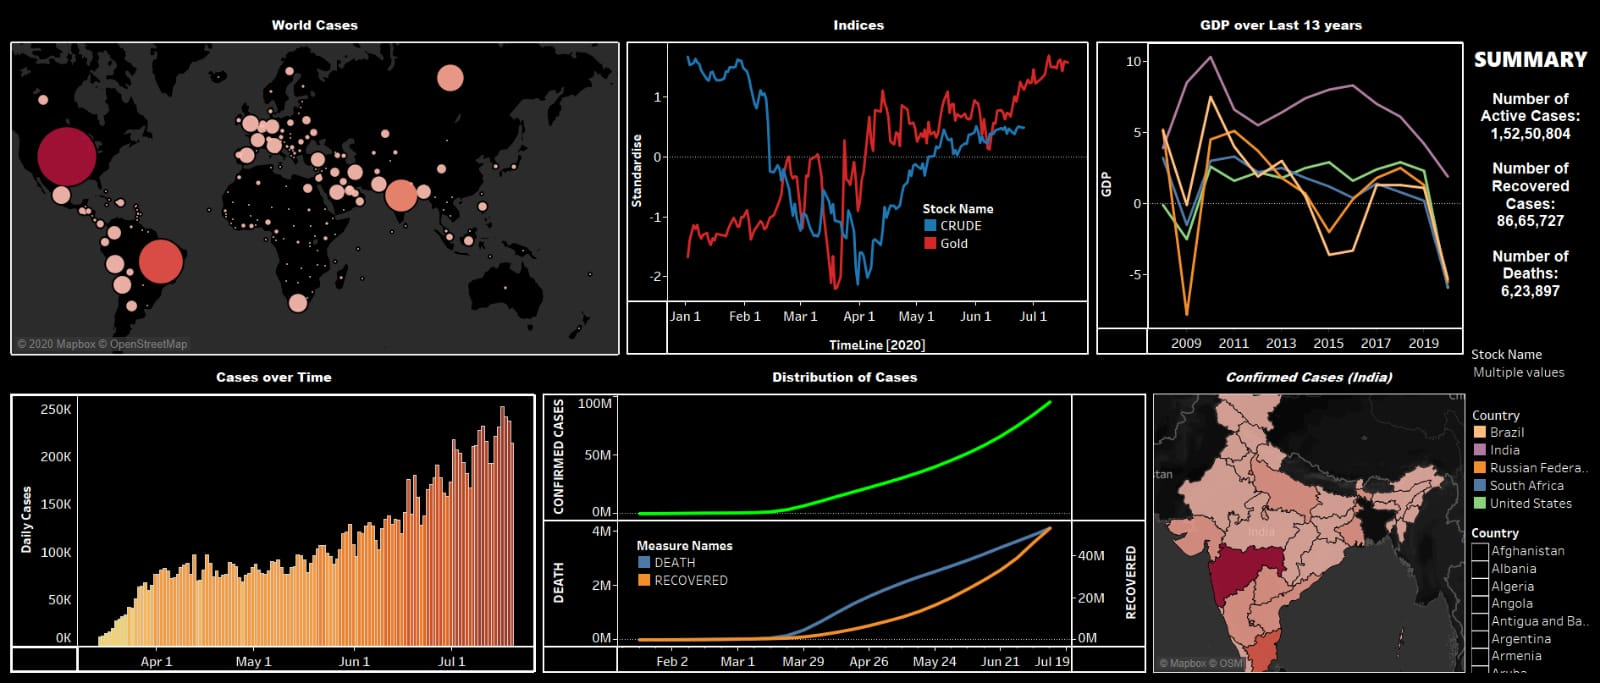 World Cases
© 2020 Mapbox © OpenStreetMap
Indices
Standardise
1
0
-1
-2
Stock Name
CRUDE
Gold
Jan 1 Feb 1 Mar 1 Apr 1 May 1 Jun 1 Jul 1
TimeLine [2020]
GDP over Last 13 years
GDP
10
5
0
-5
2009 2011 2013 2015 2017 2019
SUMMARY
Number of
Active Cases:
1,52,50,804
Number of
Recovered
Cases:
86,65,727
Number of
Deaths:
6,23,897
Stock Name
Multiple values
Country
Brazil
India
Russian Federa..
South Africa
United States
Country
Afghanistan
Albania
Algeria
Angola
Antigua and Ba..
Argentina
Armenia
Aruba
Cases over Time
Daily Cases
250K
200K
150K
100K
50K
0K
Apr 1 May 1 Jun 1 Jul 1
Distribution of Cases
CONFIRMED CASES
100M
50M
0M
DEATH
4M
2M
0M
Measure Names
DEATH
RECOVERED
40M
20M
0M
RECOVERED
Feb 2 Mar 1 Mar 29 Apr 26 May 24 Jun 21 Jul 19
Confirmed Cases (India)
tan
India
© Mapbox © OSM